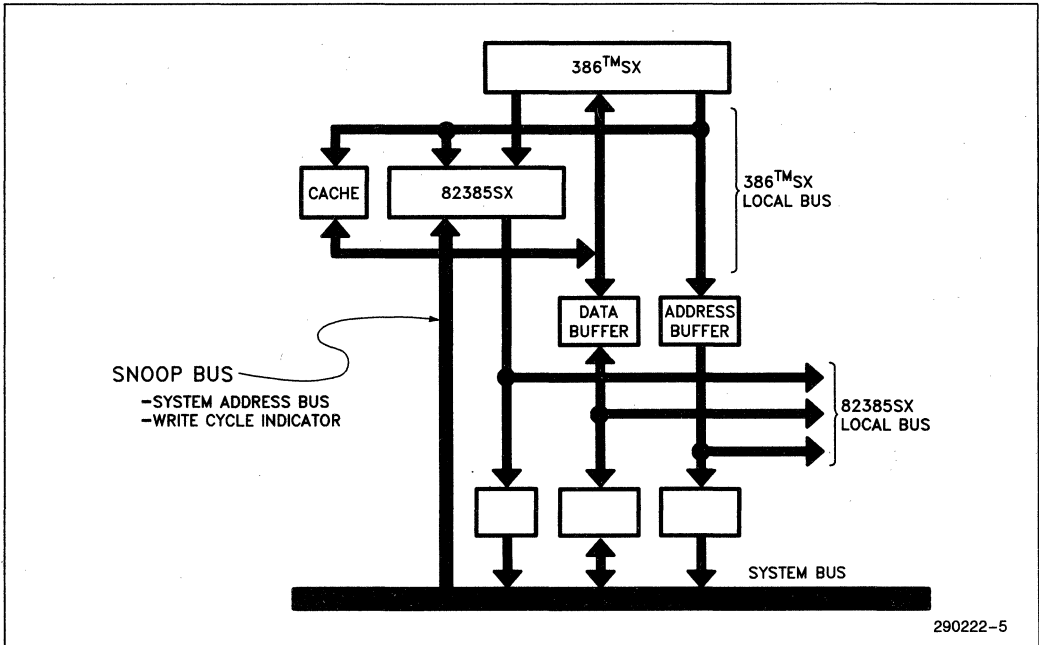 386™SX
CACHE
82385SX
386™SX
LOCAL BUS
DATA
BUFFER
ADDRESS
BUFFER
SNOOP BUS
-SYSTEM ADDRESS BUS
-WRITE CYCLE INDICATOR
82385SX
LOCAL BUS
SYSTEM BUS
290222-5